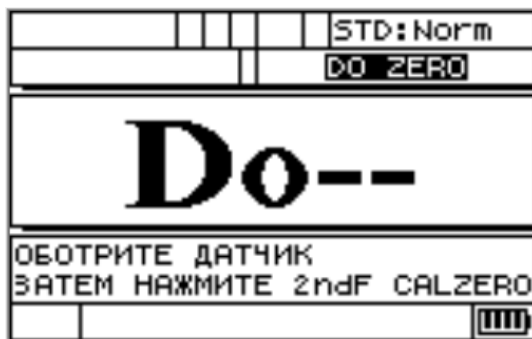 STD:Norm
DO ZERO
Do--
ОБОТРИТЕ ДАТЧИК
ЗАТЕМ НАЖМИТЕ 2ndF CALZERO